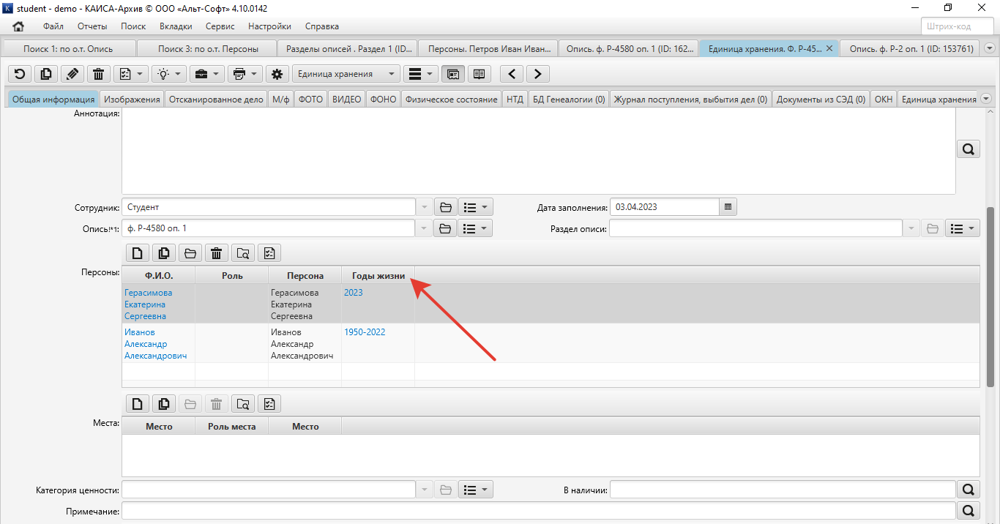 student - demo - КАИСА-Архив © ООО «Альт-Софт» 4.10.0142
Файл Отчеты Поиск Вкладки Сервис Настройки Справка Штрих-код
Поиск 1: по о.т. Опись Поиск 3: по о.т. Персоны Разделы описей . Раздел 1 (ID... Персоны. Петров Иван Иван... Опись. ф. Р-4580 оп. 1 (ID: 162... Единица хранения. Ф. Р-45... Опись. ф. Р-2 оп. 1 (ID: 153761)
Единица хранения
Общая информация Изображения Отсканированное дело М/ф ФОТО ВИДЕО ФОНО Физическое состояние НТД БД Генеалогии (0) Журнал поступления, выбытия дел (0) Документы из СЭД (0) ОКН Единица хранения
Аннотация:
Сотрудник: Студент Дата заполнения: 03.04.2023
Опись!*1: ф. Р-4580 оп. 1 Раздел описи:
Персоны:
Ф.И.О. Роль Персона Годы жизни
Герасимова Герасимова 2023
Екатерина Екатерина
Сергеевна Сергеевна
Иванов Иванов 1950-2022
Александр Александр
Александрович Александрович
Места:
Место Роль места Место
Категория ценности: В наличии:
Примечание: